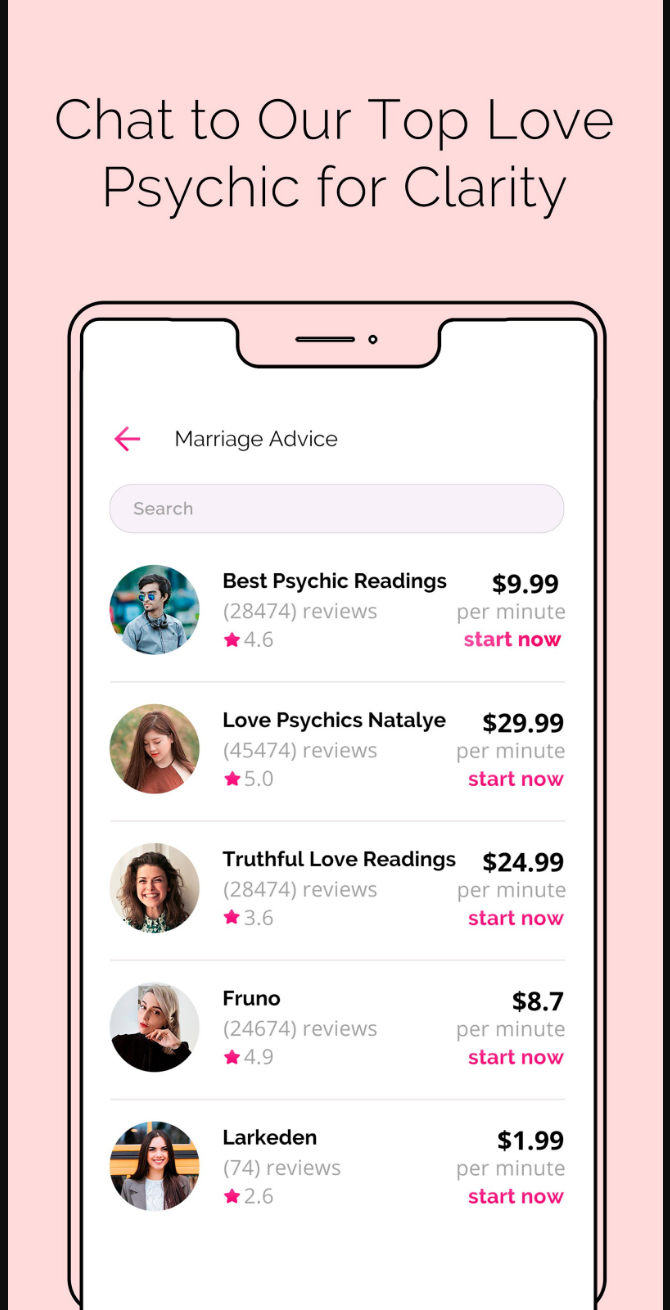 Chat to Our Top Love
Psychic for Clarity
Marriage Advice
Search
Best Psychic Readings
$9.99
(28474) reviews
per minute
4.6
start now
Love Psychics Natalye
$29.99
(45474) reviews
per minute
5.0
start now
Truthful Love Readings
$24.99
(28474) reviews
per minute
3.6
start now
Fruno
$8.7
(24674) reviews
per minute
4.9
start now
Larkeden
$1.99
(74) reviews
per minute
2.6
start now